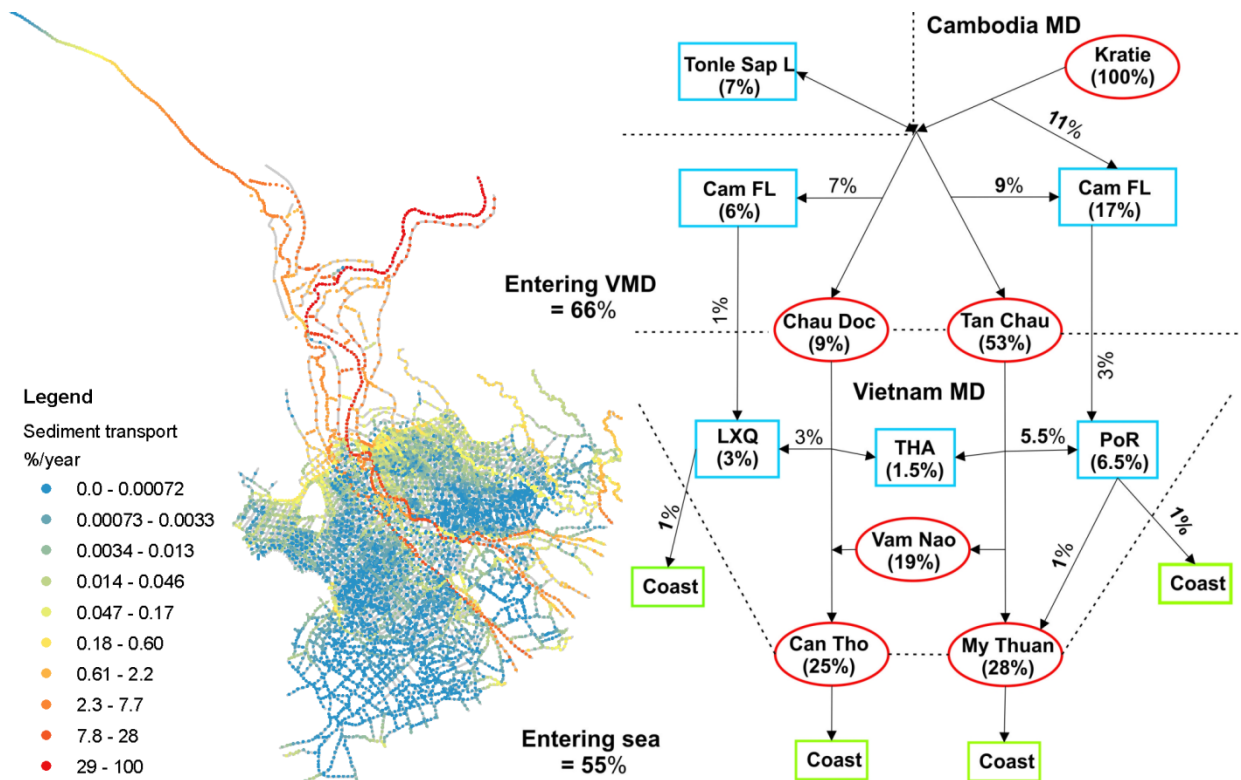 Cambodia MD
Tonle Sap L
(7%)
Kratie
(100%)
11%
Cam FL
(6%)
7%
9%
Cam FL
(17%)
Entering VMD
= 66%
1%
Chau Doc
(9%)
Tan Chau
(53%)
3%
Vietnam MD
LXQ
(3%)
3%
THA
(1.5%)
5.5%
PoR
(6.5%)
1%
Vam Nao
(19%)
1%
1%
Coast
Coast
Can Tho
(25%)
My Thuan
(28%)
Entering sea
= 55%
Coast
Coast
Legend
Sediment transport
%/year
0.0 - 0.00072
0.00073 - 0.0033
0.0034 - 0.013
0.014 - 0.046
0.047 - 0.17
0.18 - 0.60
0.61 - 2.2
2.3 - 7.7
7.8 - 28
29 - 100